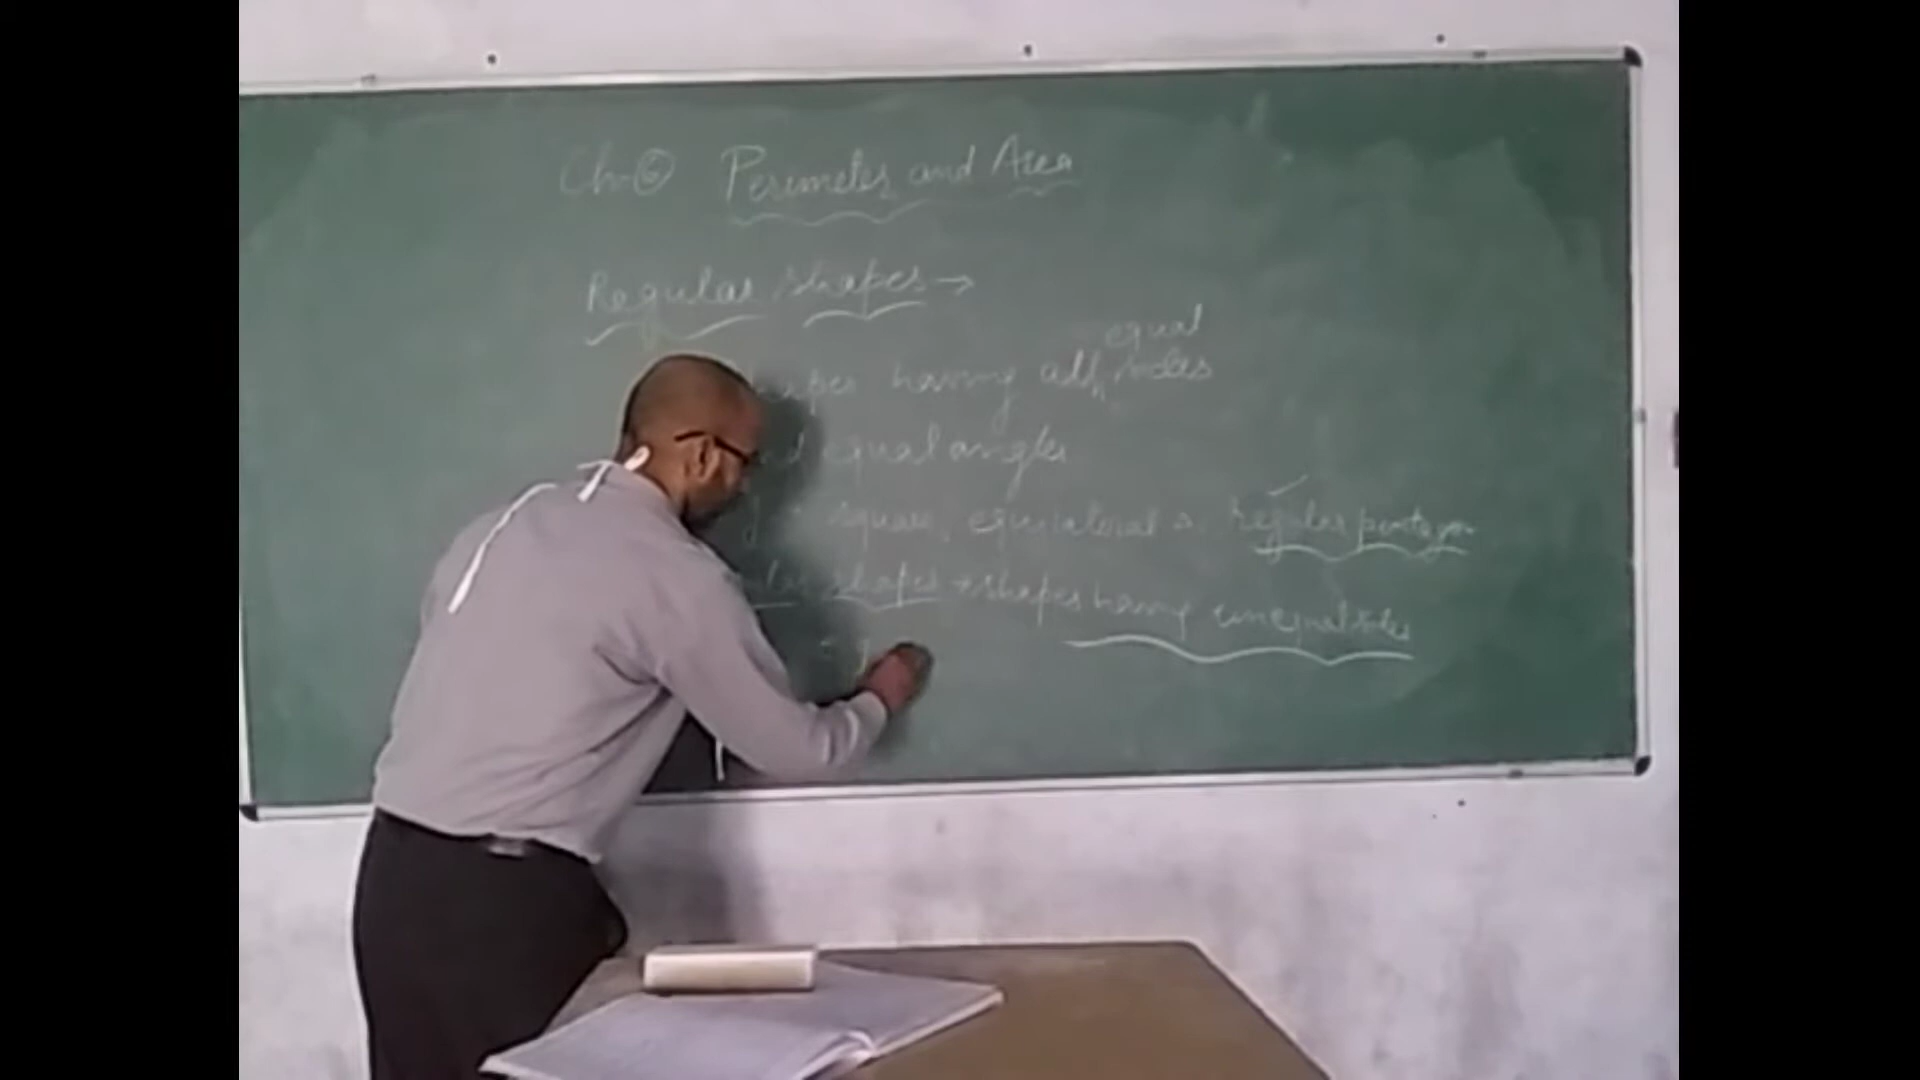 Ch-⑥ Perimeter and Area
Regular shapes →
equal
shapes having all sides
equal angles
square, equilateral △, regular pentagon
shapes → shapes having unequal sides